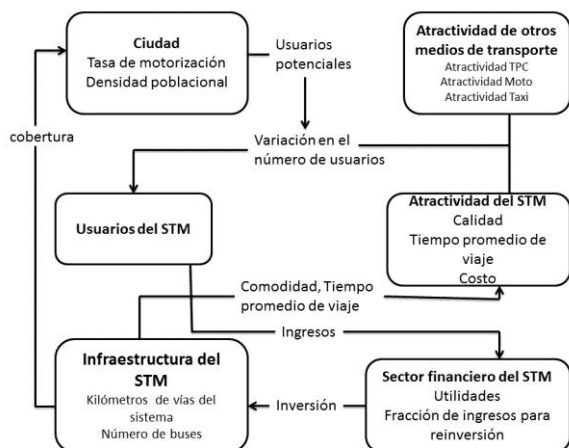 Ciudad
Tasa de motorización
Densidad poblacional
Usuarios
potenciales
Atractividad de otros
medios de transporte
Atractividad TPC
Atractividad Moto
Atractividad Taxi
cobertura
Variación en el
número de usuarios
Usuarios del STM
Atractividad del STM
Calidad
Tiempo promedio de
viaje
Costo
Comodidad, Tiempo
promedio de viaje
Ingresos
Infraestructura del
STM
Kilómetros de vías del
sistema
Número de buses
Inversión
Sector financiero del STM
Utilidades
Fracción de ingresos para
reinversión